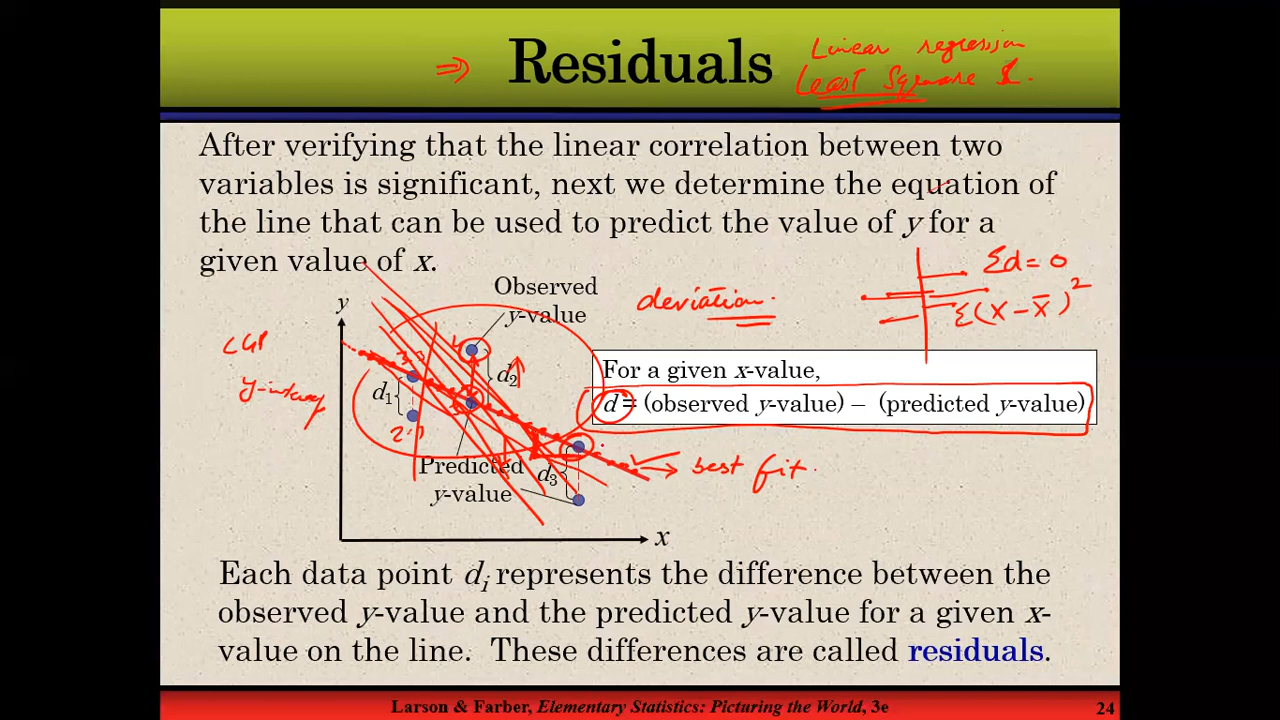 ⇒ Residuals
Linear regression
Least Square
After verifying that the linear correlation between two
variables is significant, next we determine the equation of
the line that can be used to predict the value of y for a
given value of x.
Σd = 0
Σ(x - x̄)²
deviation.
Observed
y-value
y
CGP
d₁
d₂
d₃
For a given x-value,
d = (observed y-value) – (predicted y-value)
best fit.
Predicted
y-value
x
Each data point dᵢ represents the difference between the
observed y-value and the predicted y-value for a given x-
value on the line. These differences are called residuals.
Larson & Farber, Elementary Statistics: Picturing the World, 3e
24